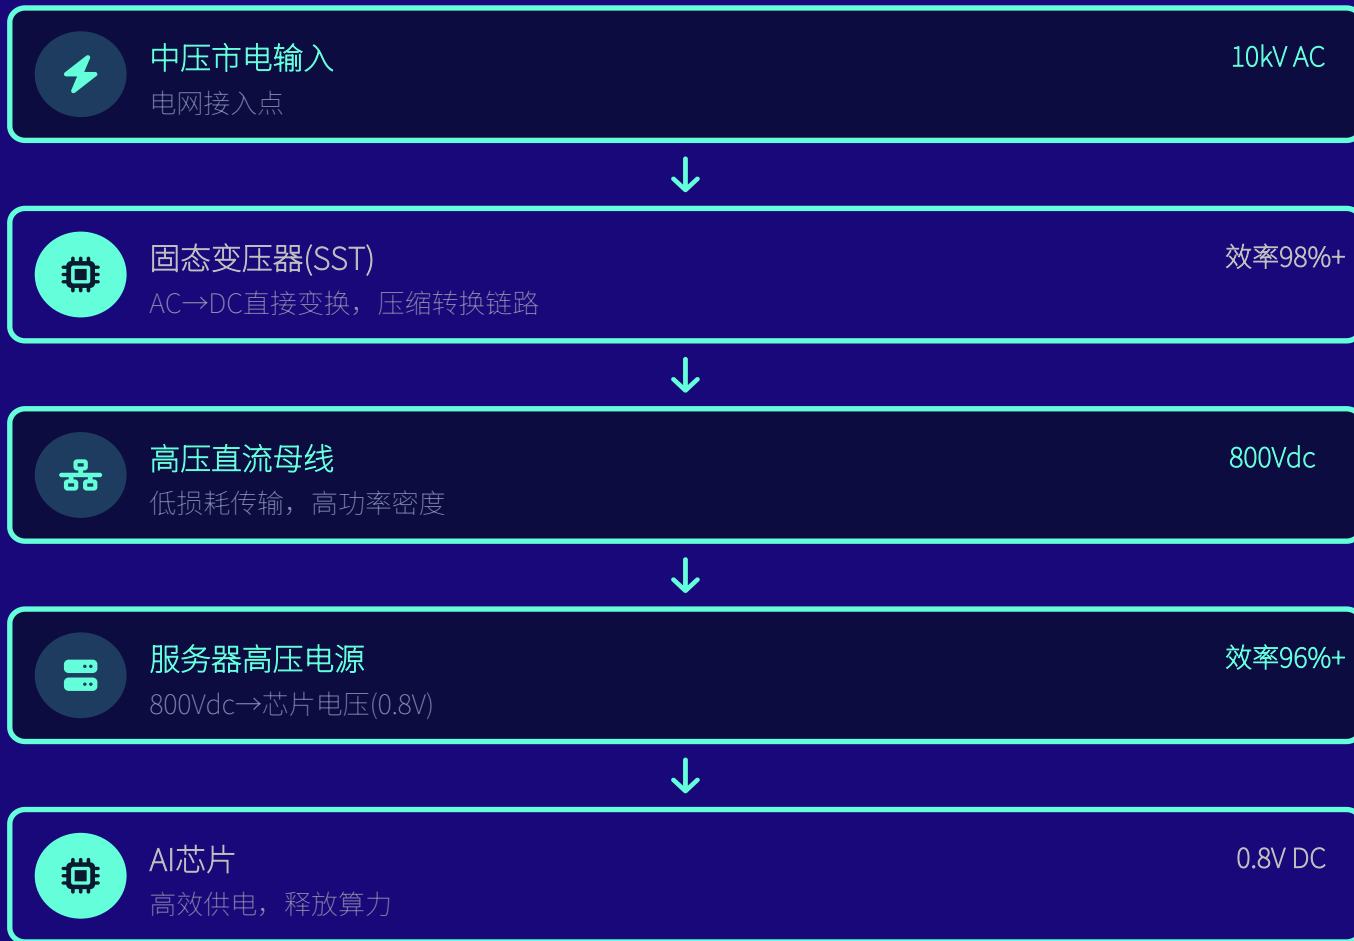 中压市电输入
10kV AC
电网接入点
固态变压器(SST)
效率98%+
AC→DC直接变换，压缩转换链路
高压直流母线
800Vdc
低损耗传输，高功率密度
服务器高压电源
效率96%+
800Vdc→芯片电压(0.8V)
AI芯片
0.8V DC
高效供电，释放算力